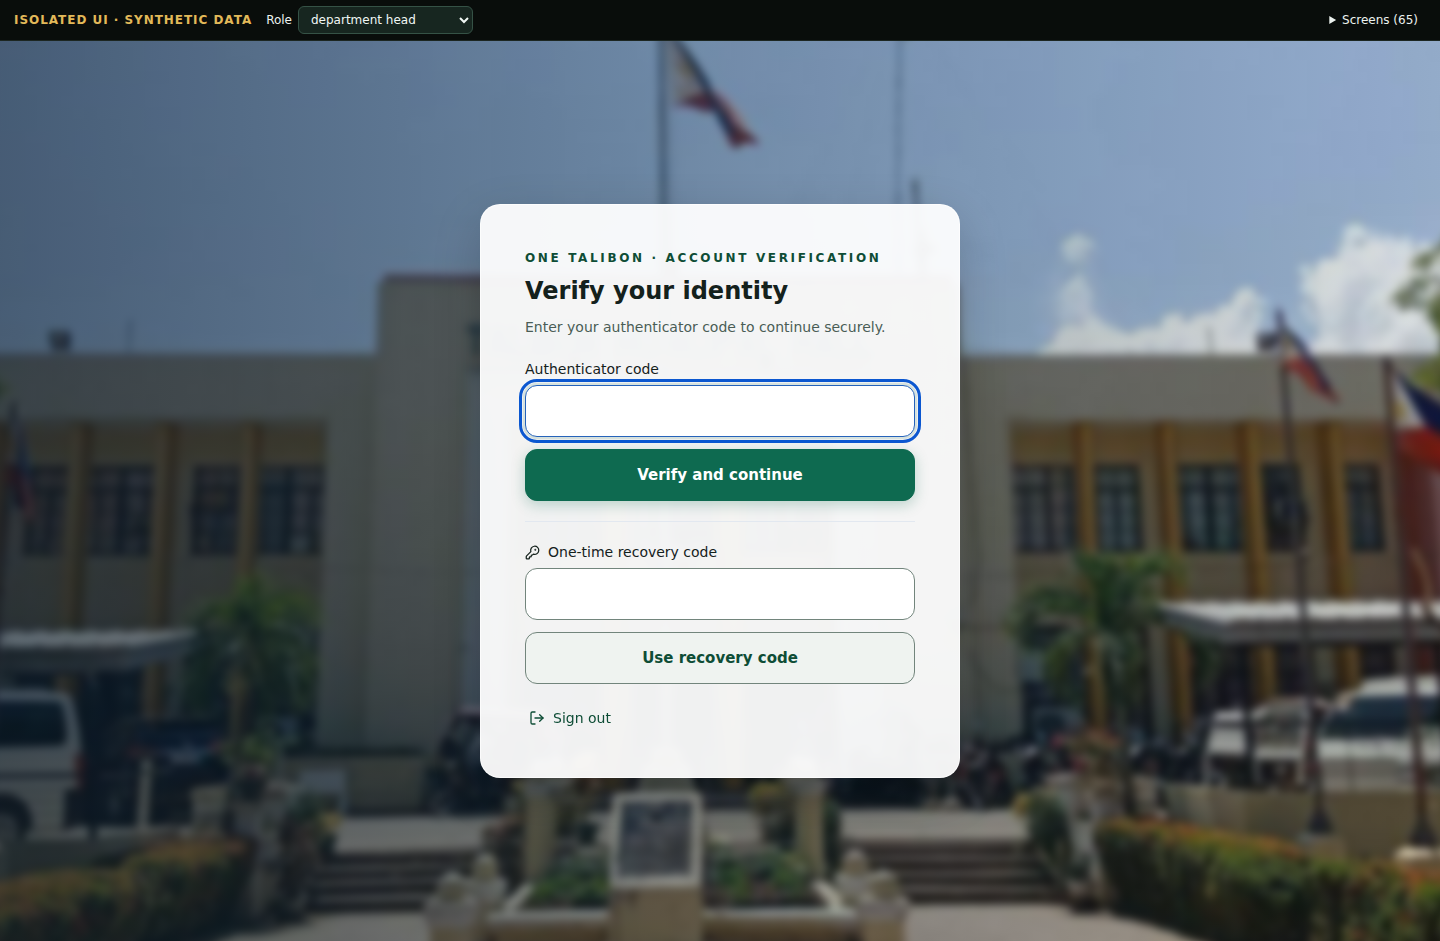 ISOLATED UI · SYNTHETIC DATA Role department head Screens (65)
ONE TALIBON · ACCOUNT VERIFICATION
Verify your identity
Enter your authenticator code to continue securely.
Authenticator code
Verify and continue
One-time recovery code
Use recovery code
Sign out